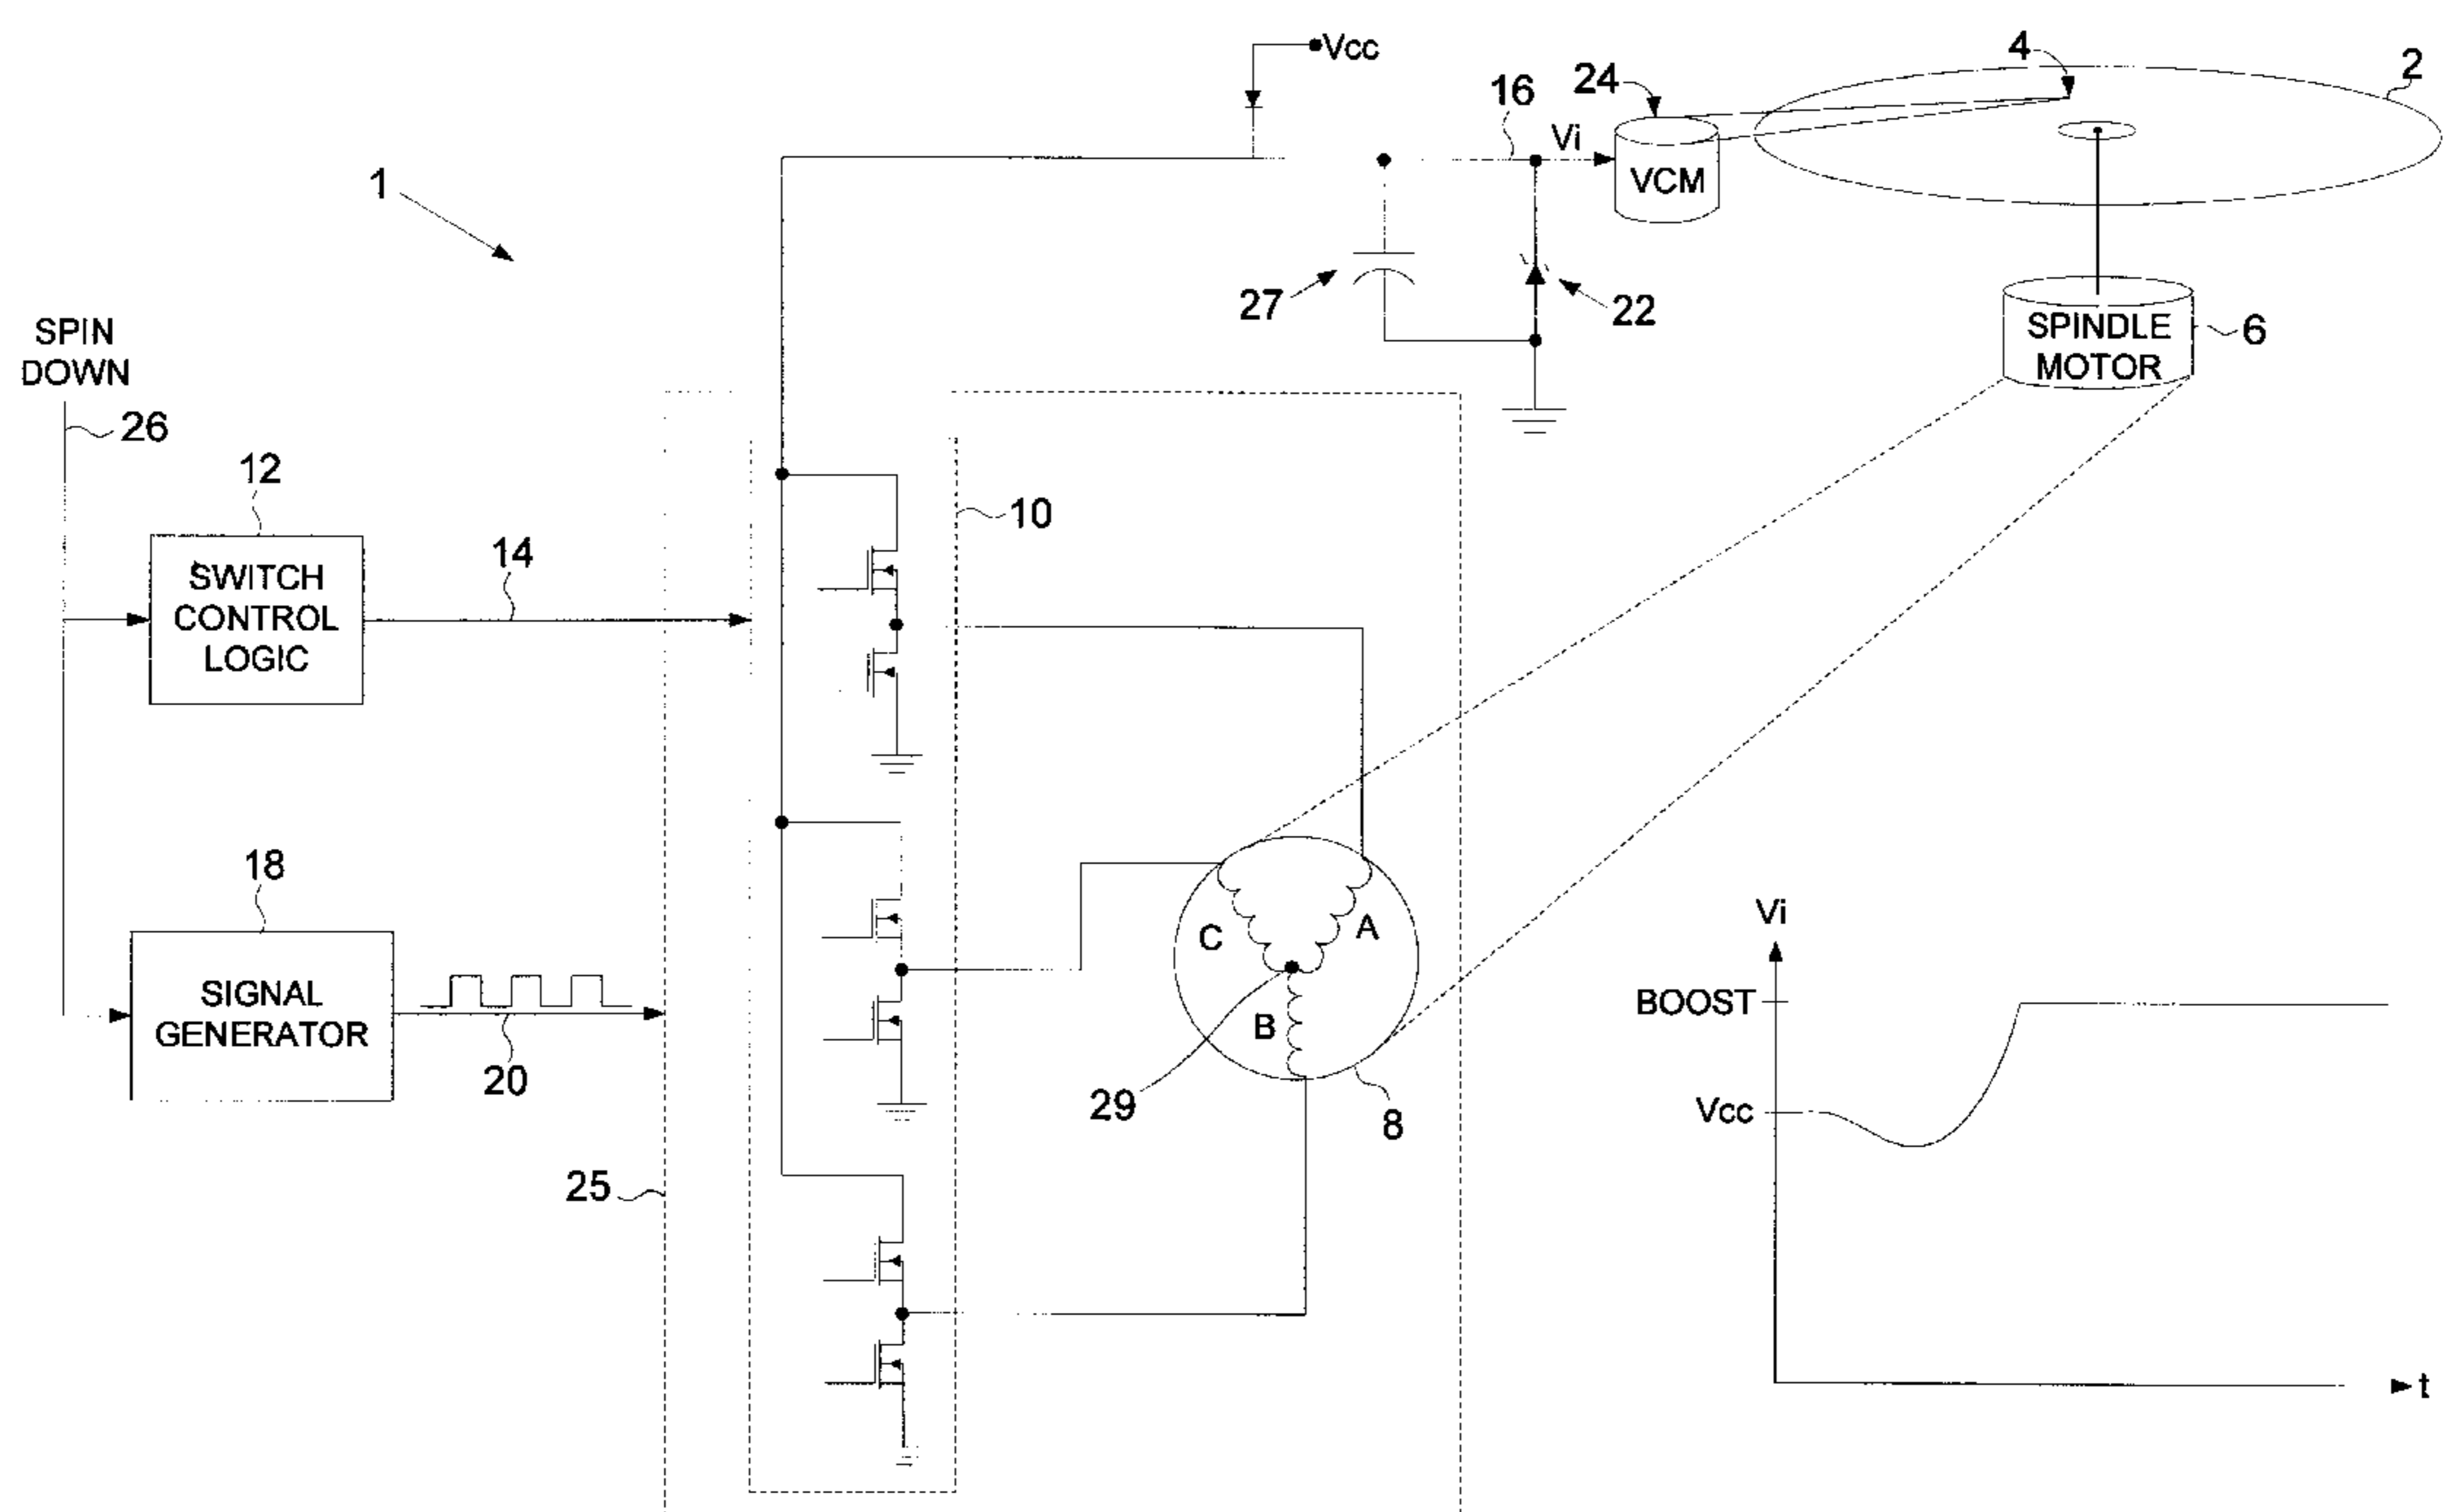 Vcc
4
2
24
16
Vi
VCM
1
27
22
SPINDLE
MOTOR
6
SPIN
DOWN
26
12
10
SWITCH
CONTROL
LOGIC
14
18
SIGNAL
GENERATOR
20
C
A
B
29
8
25
Vi
BOOST
Vcc
t